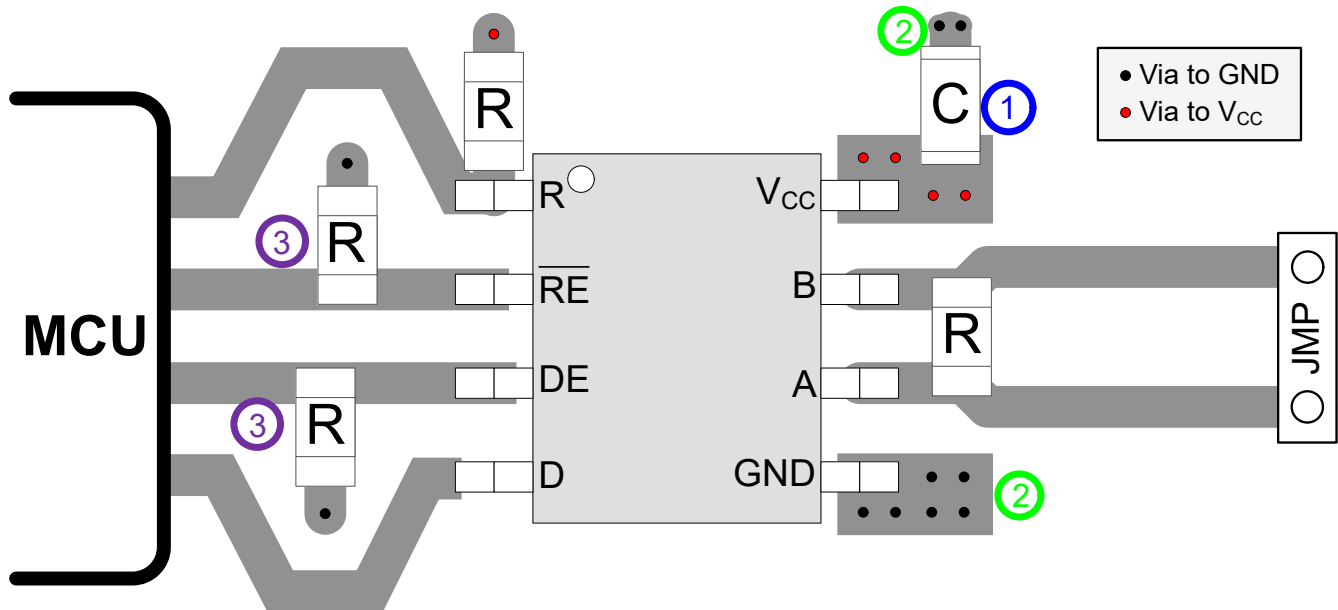 2
R
C
1
• Via to GND
• Via to VCC
R
VCC
3
R
RE
B
MCU
R
JMP
DE
A
3
R
D
GND
2